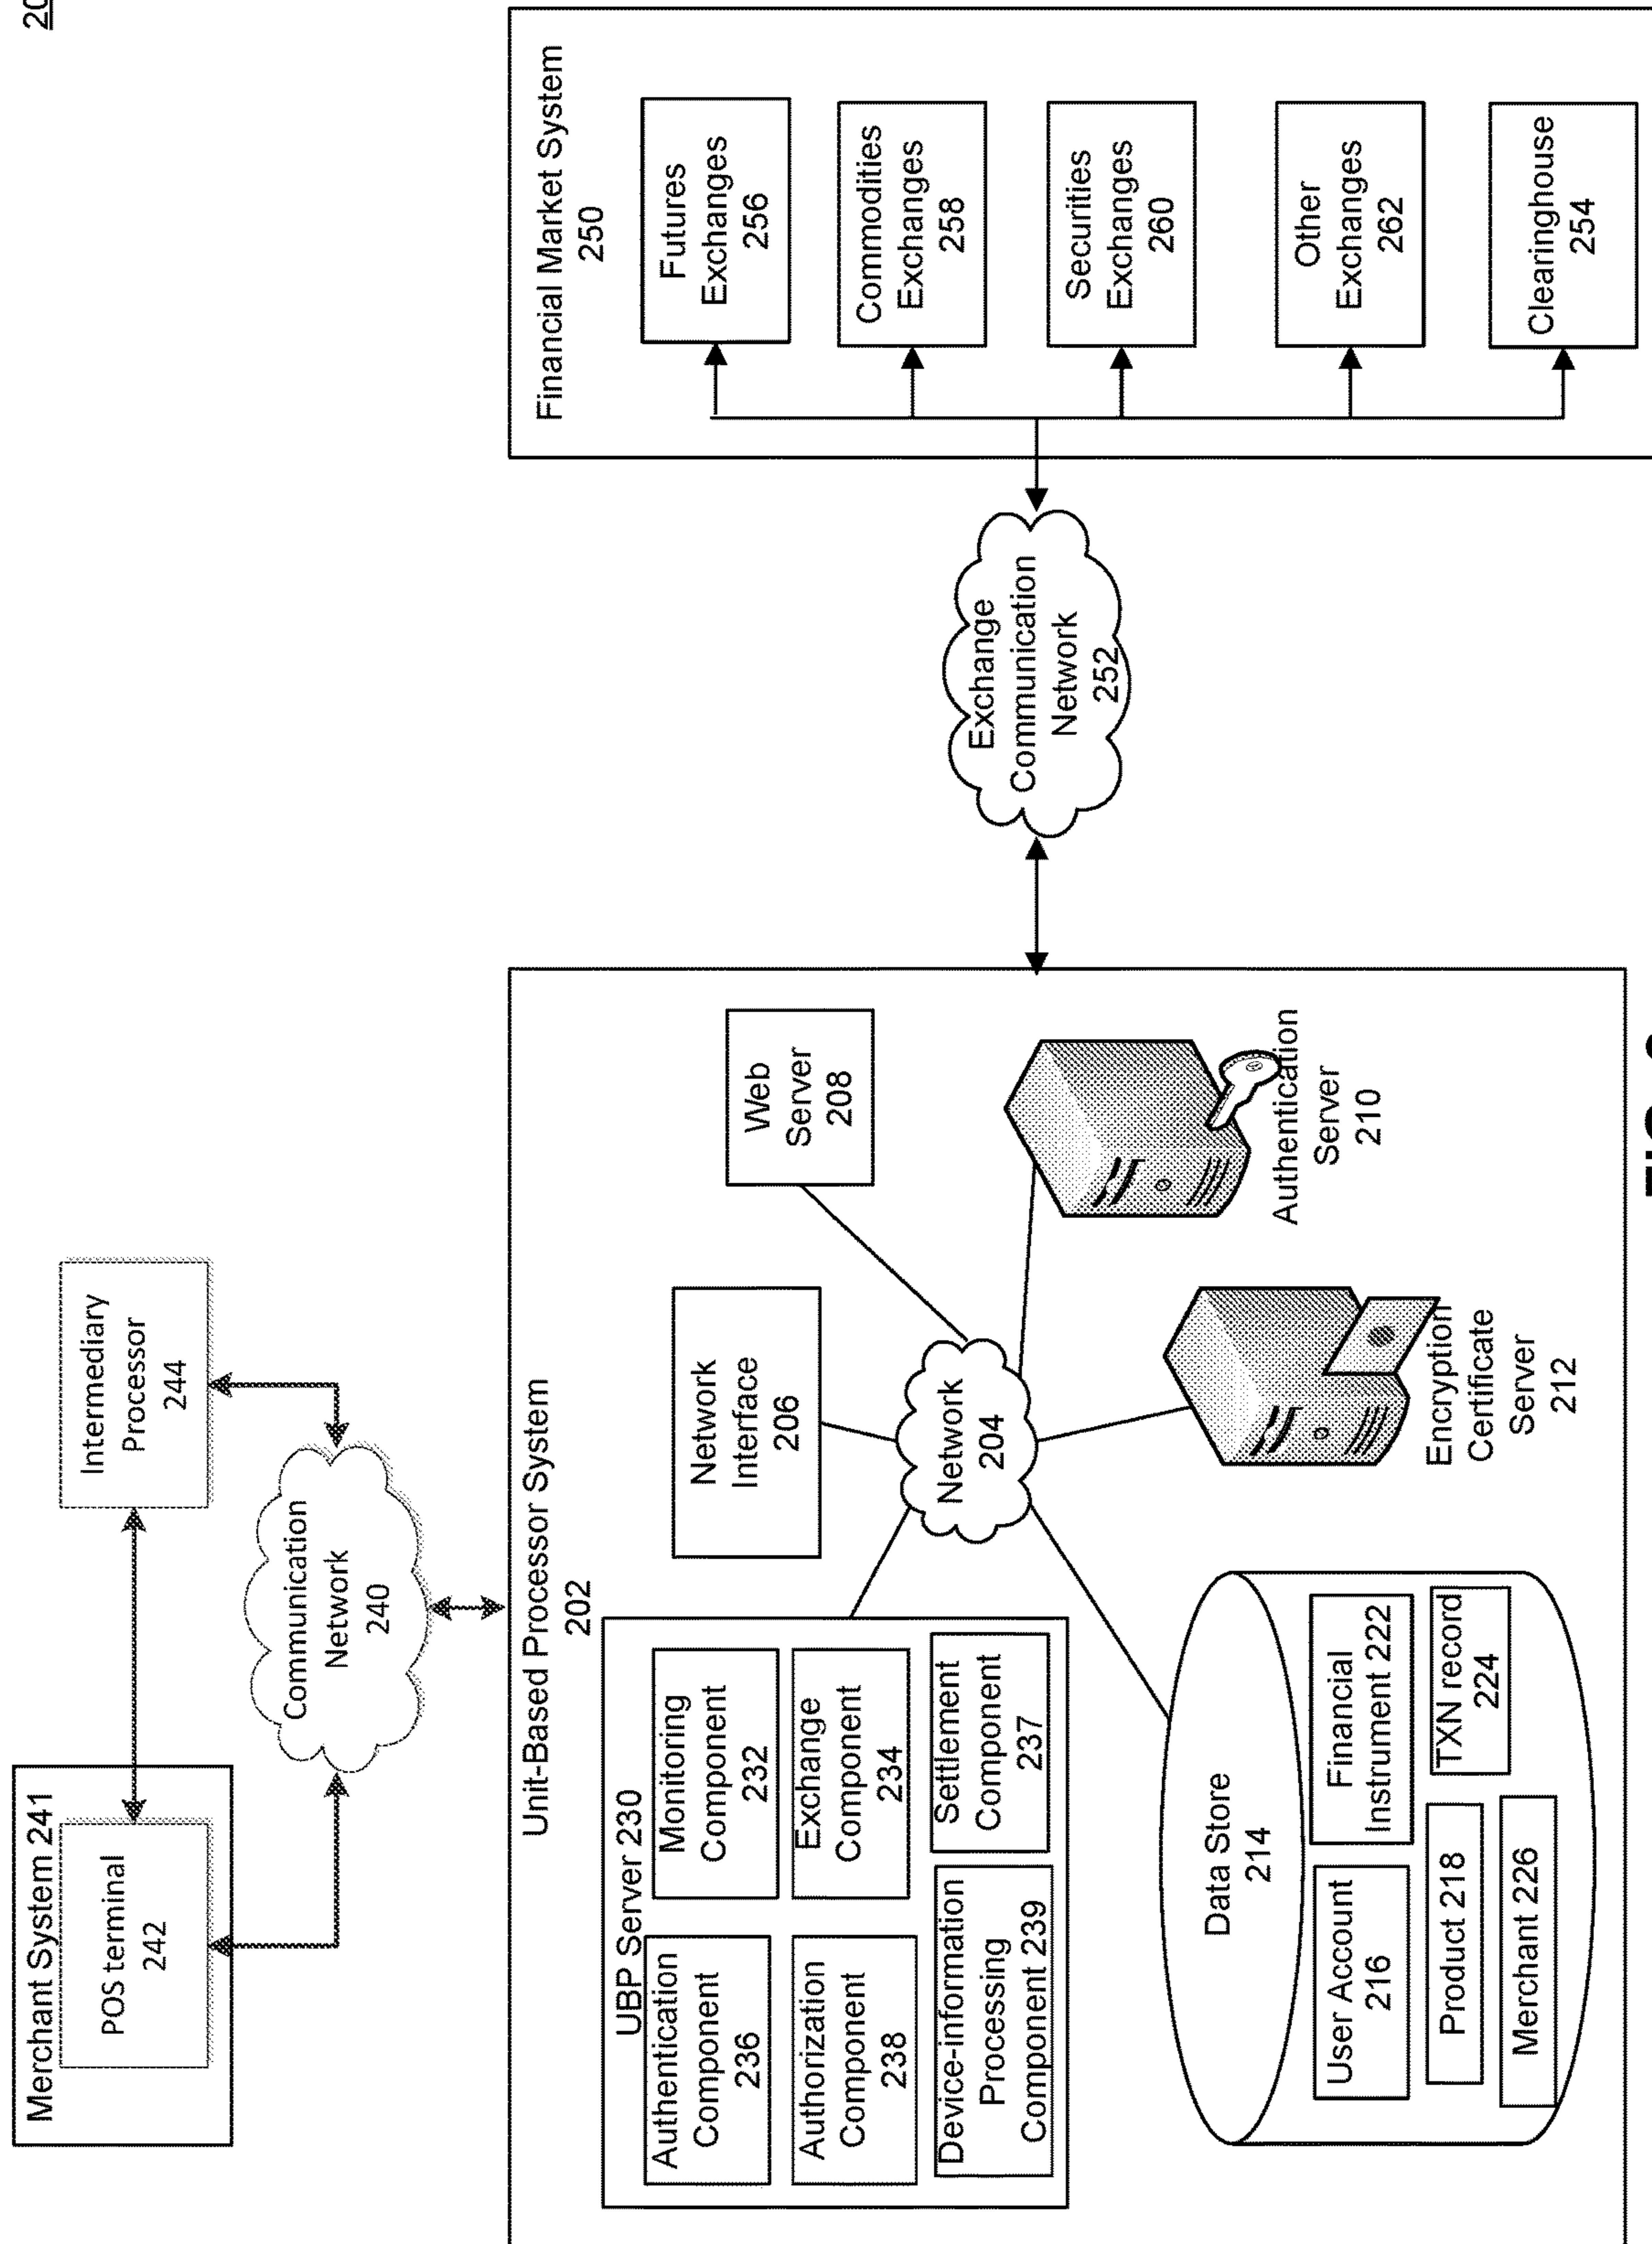 Merchant System 241
POS terminal
242
Intermediary
Processor
244
Communication
Network
240
Unit-Based Processor System
202
UBP Server 230
Authentication
Component
236
Monitoring
Component
232
Authorization
Component
238
Exchange
Component
234
Device-information
Processing
Component 239
Settlement
Component
237
Network
Interface
206
Web
Server
208
Network
204
Authentication
Server
210
Encryption
Certificate
Server
212
Data Store
214
User Account
216
Financial
Instrument 222
Product 218
TXN record
224
Merchant 226
Exchange
Communication
Network
252
Financial Market System
250
Futures
Exchanges
256
Commodities
Exchanges
258
Securities
Exchanges
260
Other
Exchanges
262
Clearinghouse
254